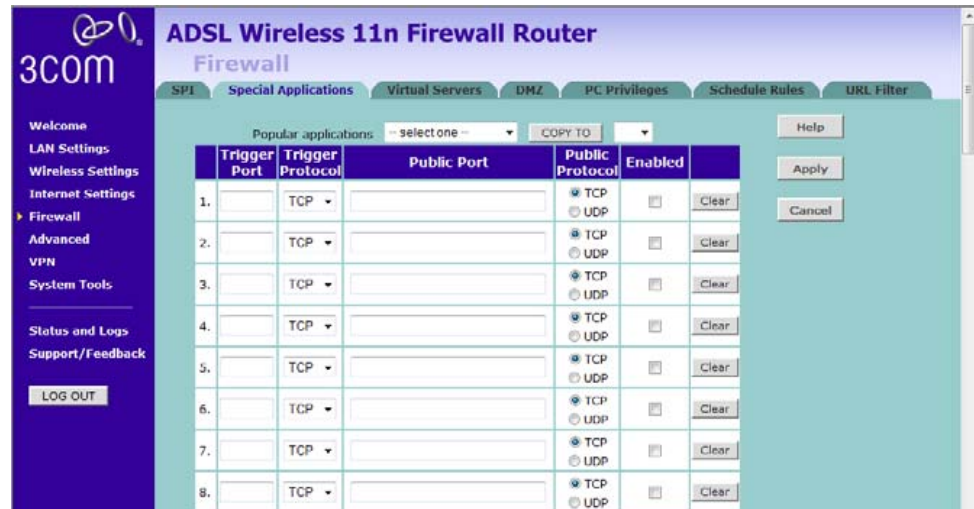 3COM
ADSL Wireless 11n Firewall Router
Firewall
SPI Special Applications Virtual Servers DMZ PC Privileges Schedule Rules URL Filter
Welcome
LAN Settings
Wireless Settings
Internet Settings
Firewall
Advanced
VPN
System Tools
Status and Logs
Support/Feedback
LOG OUT
Popular applications -- select one -- COPY TO
Trigger Port Trigger Protocol Public Port Public Protocol Enabled
1. TCP TCP UDP Clear
2. TCP TCP UDP Clear
3. TCP TCP UDP Clear
4. TCP TCP UDP Clear
5. TCP TCP UDP Clear
6. TCP TCP UDP Clear
7. TCP TCP UDP Clear
8. TCP TCP UDP Clear
Help
Apply
Cancel